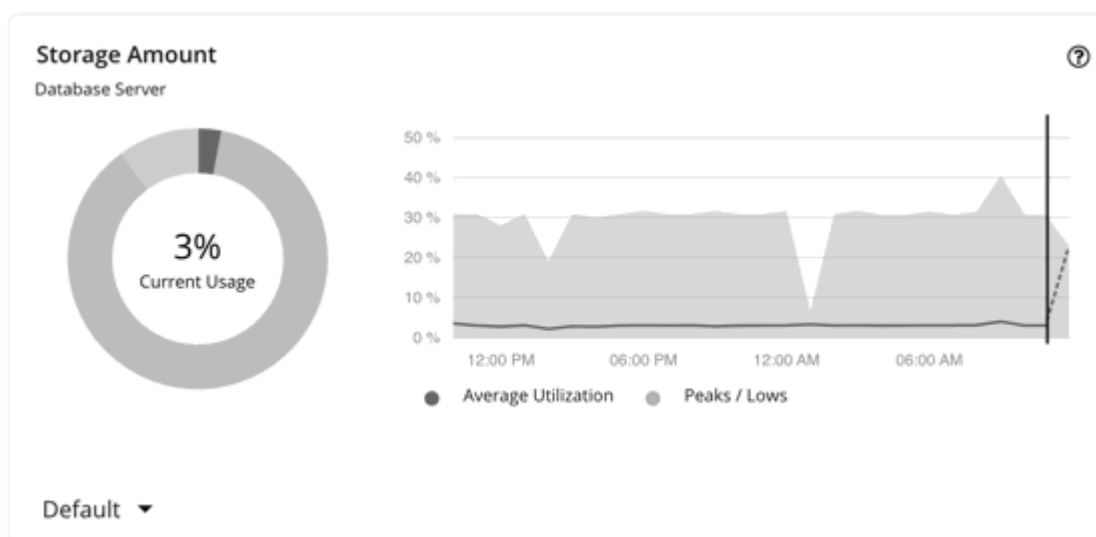 Storage Amount
Database Server
3%
Current Usage
50 %
40 %
30 %
20 %
10 %
0 %
12:00 PM 06:00 PM 12:00 AM 06:00 AM
Average Utilization Peaks / Lows
Default